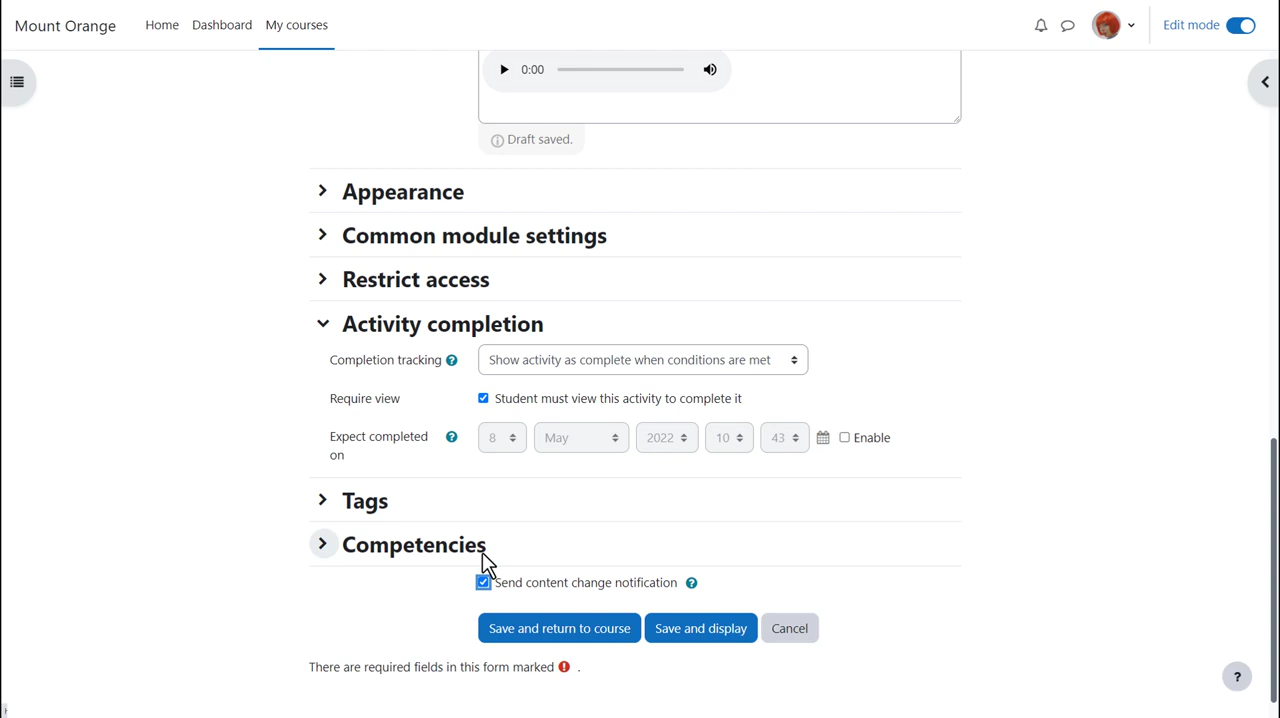 Mount Orange Home Dashboard My courses Edit mode
0:00
Draft saved.
Appearance
Common module settings
Restrict access
Activity completion
Completion tracking ? Show activity as complete when conditions are met
Require view Student must view this activity to complete it
Expect completed on ? 8 May 2022 10 43 Enable
Tags
Competencies
Send content change notification ?
Save and return to course Save and display Cancel
There are required fields in this form marked ! .
?